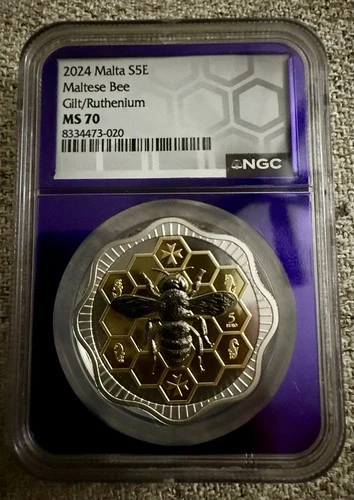 2024 Malta S5E
Maltese Bee
Gilt/Ruthenium
MS 70
8334473-020
NGC
5
EURO